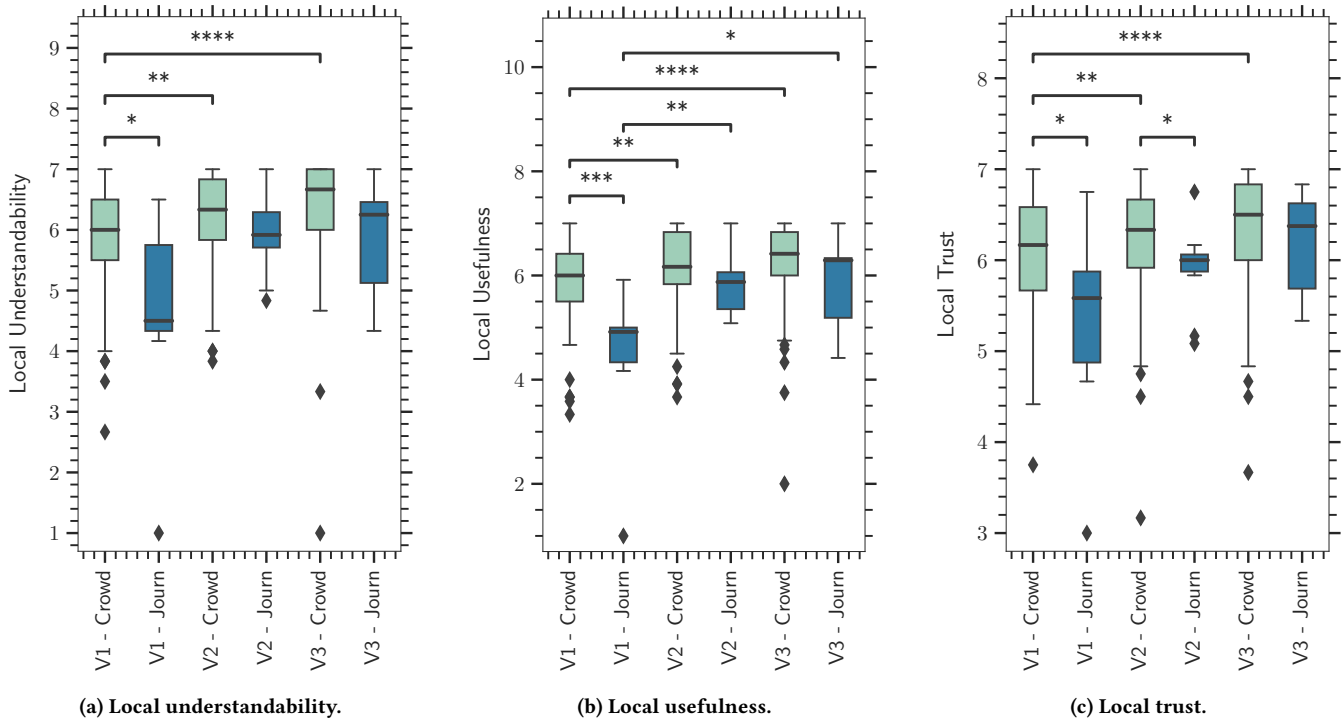 ****
**
*
9
8
7
6
5
4
3
2
1
Local Understandability
V1 - Crowd
V1 - Journ
V2 - Crowd
V2 - Journ
V3 - Crowd
V3 - Journ
(a) Local understandability.
*
****
**
**
***
10
8
6
4
2
Local Usefulness
V1 - Crowd
V1 - Journ
V2 - Crowd
V2 - Journ
V3 - Crowd
V3 - Journ
(b) Local usefulness.
****
**
* *
8
7
6
5
4
3
Local Trust
V1 - Crowd
V1 - Journ
V2 - Crowd
V2 - Journ
V3 - Crowd
V3 - Journ
(c) Local trust.